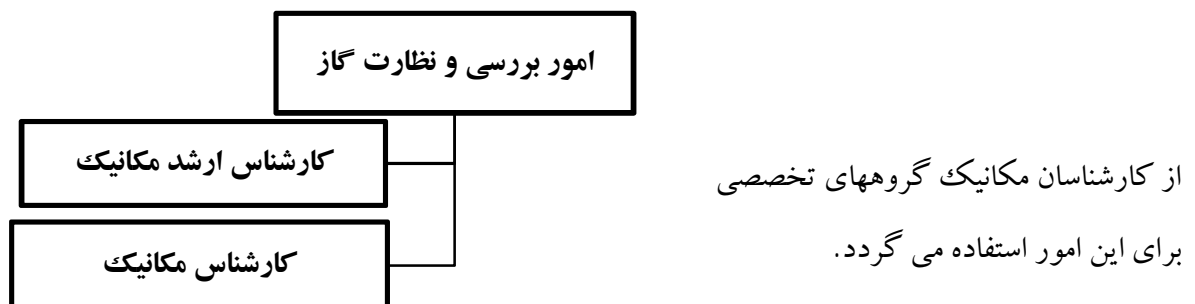 امور بررسی و نظارت گاز
کارشناس ارشد مکانیک
کارشناس مکانیک
از کارشناسان مکانیک گروههای تخصصی
برای این امور استفاده می گردد.